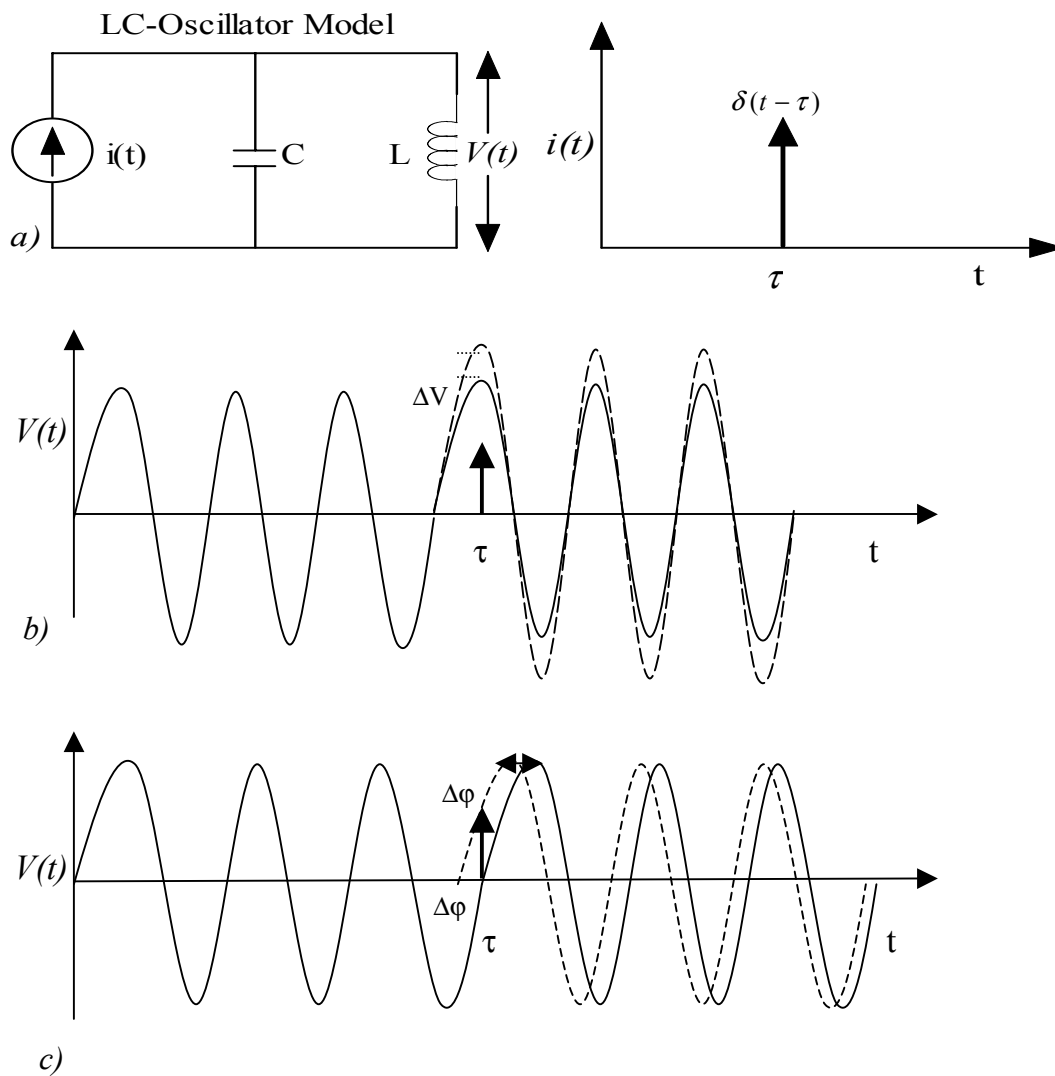 LC-Oscillator Model
i(t)
C
L
V(t)
a)
i(t)
δ(t − τ)
τ
t
V(t)
ΔV
τ
t
b)
V(t)
Δφ
Δφ
τ
t
c)